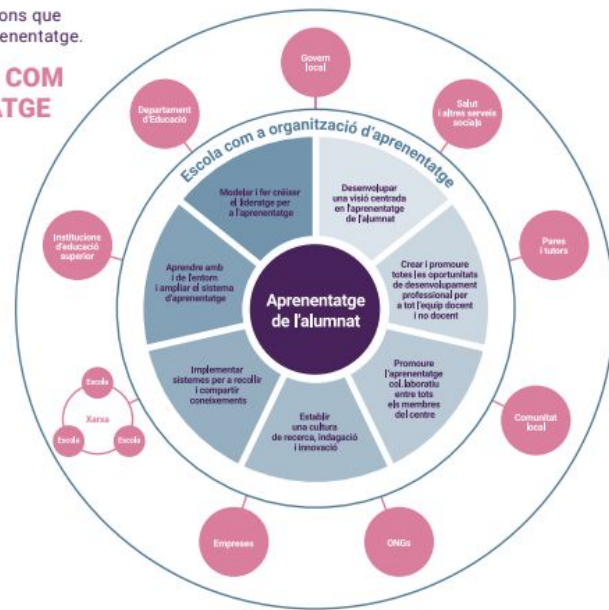 ons que
renentatge.
COM
ATGE
Govern
local
Departament
d'Educació
Salut
i altres serveis
socials
Escola com a organització d'aprenentatge
Modelar i fer créixer
el lideratge per
a l'aprenentatge
Desenvolupar
una visió centrada
en l'aprenentatge
de l'alumnat
Institucions
d'educació
superior
Pares
i tutors
Aprendre amb
i de l'entorn
i ampliar el sistema
d'aprenentatge
Crear i promoure
totes les oportunitats
de desenvolupament
professional per
a tot l'equip docent
i no docent
Aprenentatge
de l'alumnat
Implementar
sistemes per a recollir
i compartir
coneixements
Promoure
l'aprenentatge
col.laboratiu
entre tots
els membres
del centre
Establir
una cultura
de recerca, indagació
i innovació
Escola
Xarxa
Escola
Escola
Comunitat
local
Empreses
ONGs